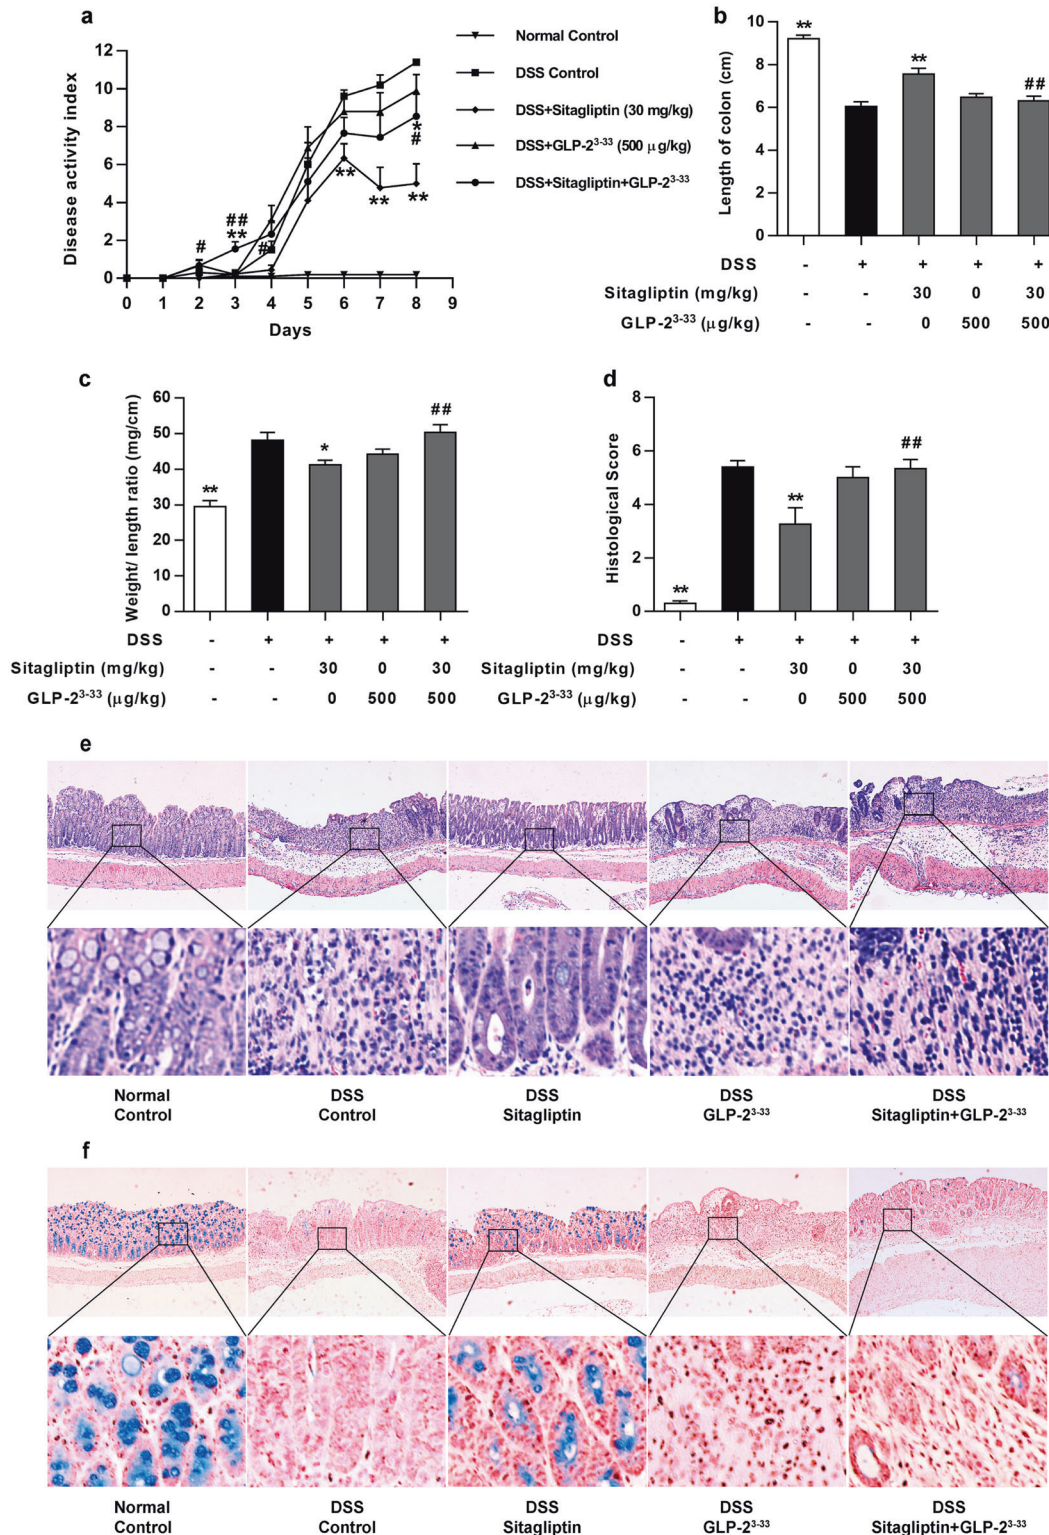 a
Disease activity index
12
10
8
6
4
2
0
0 1 2 3 4 5 6 7 8 9
Days
#
##
**
#
**
**
*
#
**
Normal Control
DSS Control
DSS+Sitagliptin (30 mg/kg)
DSS+GLP-2³⁻³³ (500 μg/kg)
DSS+Sitagliptin+GLP-2³⁻³³
b
Length of colon (cm)
10
8
6
4
2
0
** ** ##
DSS - + + + +
Sitagliptin (mg/kg) - - 30 0 30
GLP-2³⁻³³ (μg/kg) - - 0 500 500
c
Weight/ length ratio (mg/cm)
60
50
40
30
20
10
0
** * ##
DSS - + + + +
Sitagliptin (mg/kg) - - 30 0 30
GLP-2³⁻³³ (μg/kg) - - 0 500 500
d
Histological Score
8
6
4
2
0
** ** ##
DSS - + + + +
Sitagliptin (mg/kg) - - 30 0 30
GLP-2³⁻³³ (μg/kg) - - 0 500 500
e
Normal Control
DSS Control
DSS Sitagliptin
DSS GLP-2³⁻³³
DSS Sitagliptin+GLP-2³⁻³³
f
Normal Control
DSS Control
DSS Sitagliptin
DSS GLP-2³⁻³³
DSS Sitagliptin+GLP-2³⁻³³